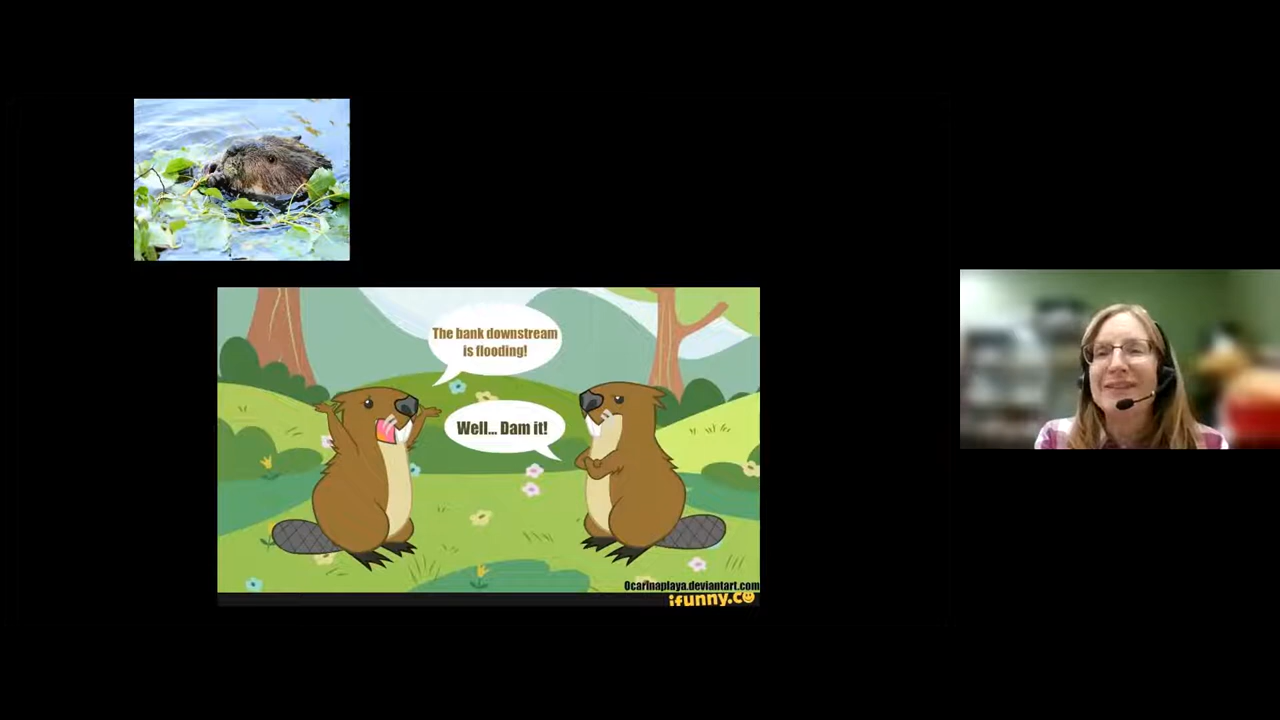 The bank downstream
is flooding!
Well... Dam it!
Ocarinaplaya.deviantart.com
ifunny.co